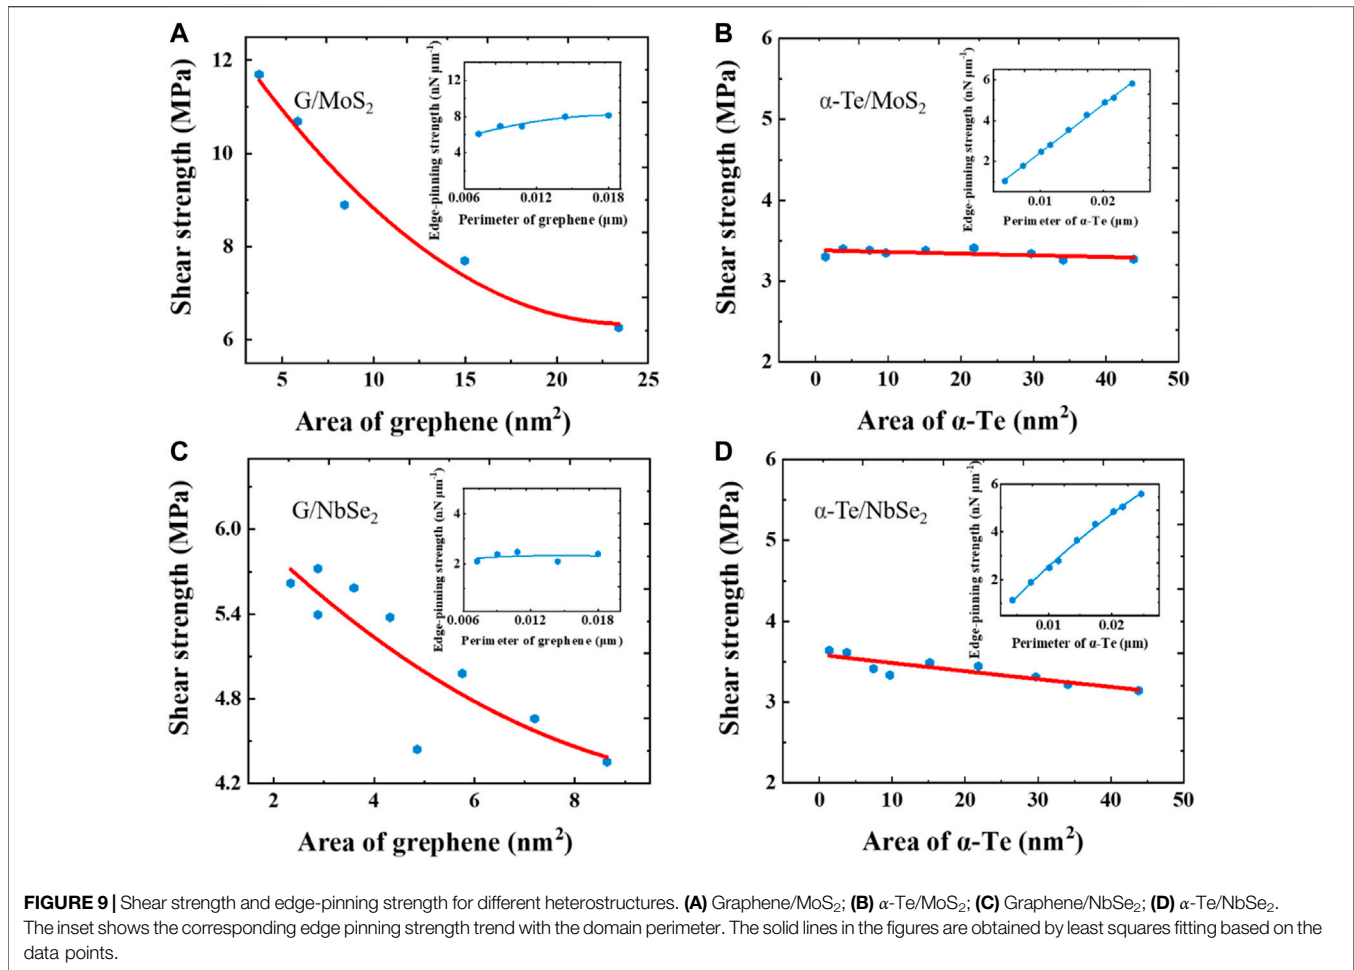 A
Shear strength (MPa)
12
10
8
6
G/MoS2
5
10
15
20
25
Area of grephene (nm2)
Edge-pinning strength (nN μm-1)
12
8
4
0.006
0.012
0.018
Perimeter of grephene (μm)
B
Shear strength (MPa)
6
5
4
3
2
α-Te/MoS2
0
10
20
30
40
50
Area of α-Te (nm2)
Edge-pinning strength (nN μm-1)
6
4
2
0.01
0.02
Perimeter of α-Te (μm)
C
Shear strength (MPa)
6.0
5.4
4.8
4.2
G/NbSe2
2
4
6
8
Area of grephene (nm2)
Edge-pinning strength (nN μm-1)
4
2
0.006
0.012
0.018
Perimeter of grephene (μm)
D
Shear strength (MPa)
6
5
4
3
2
α-Te/NbSe2
0
10
20
30
40
50
Area of α-Te (nm2)
Edge-pinning strength (nN μm-1)
6
4
2
0.01
0.02
Perimeter of α-Te (μm)
FIGURE 9 | Shear strength and edge-pinning strength for different heterostructures. (A) Graphene/MoS2; (B) α-Te/MoS2; (C) Graphene/NbSe2; (D) α-Te/NbSe2.
The inset shows the corresponding edge pinning strength trend with the domain perimeter. The solid lines in the figures are obtained by least squares fitting based on the
data points.